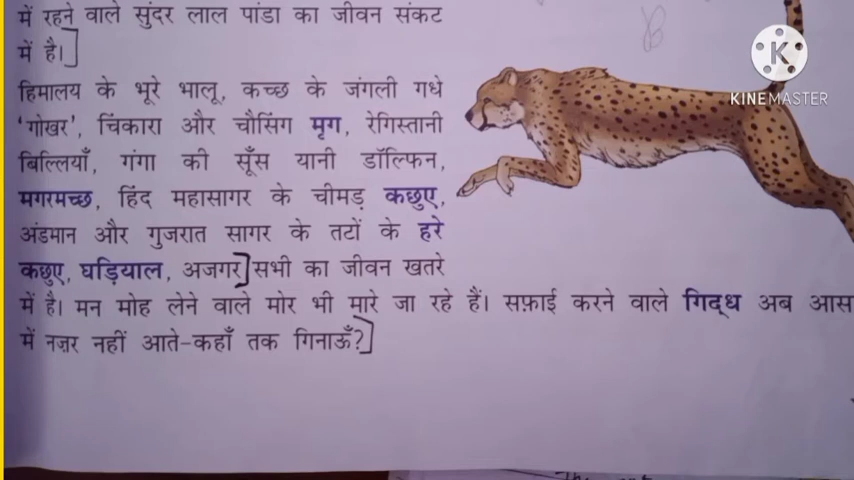 में रहने वाले सुंदर लाल पांडा का जीवन संकट
में है।]
हिमालय के भूरे भालू, कच्छ के जंगली गधे
‘गोखर’, चिंकारा और चौसिंग मृग, रेगिस्तानी
बिल्लियाँ, गंगा की सूँस यानी डॉल्फिन,
मगरमच्छ, हिंद महासागर के चीमड़ कछुए,
अंडमान और गुजरात सागर के तटों के हरे
कछुए, घड़ियाल, अजगर] सभी का जीवन खतरे
में है। मन मोह लेने वाले मोर भी मारे जा रहे हैं। सफ़ाई करने वाले गिद्ध अब आस
में नज़र नहीं आते-कहाँ तक गिनाऊँ?]
K
KINEMASTER